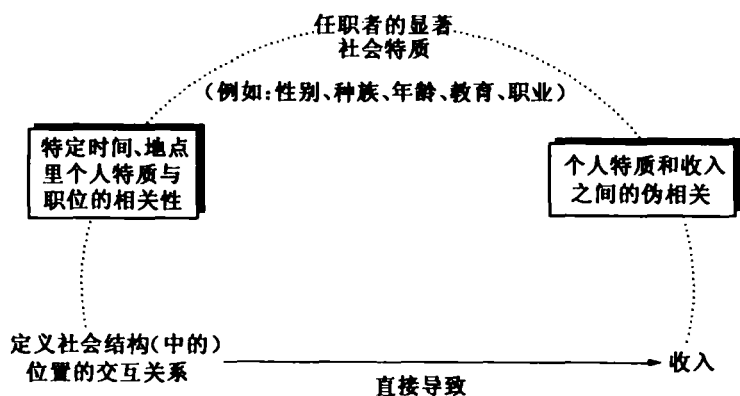 任职者的显著
社会特质
（例如：性别、种族、年龄、教育、职业）
特定时间、地点
里个人特质与
职位的相关性
个人特质和收入
之间的伪相关
定义社会结构（中的）
位置的交互关系
直接导致
收入